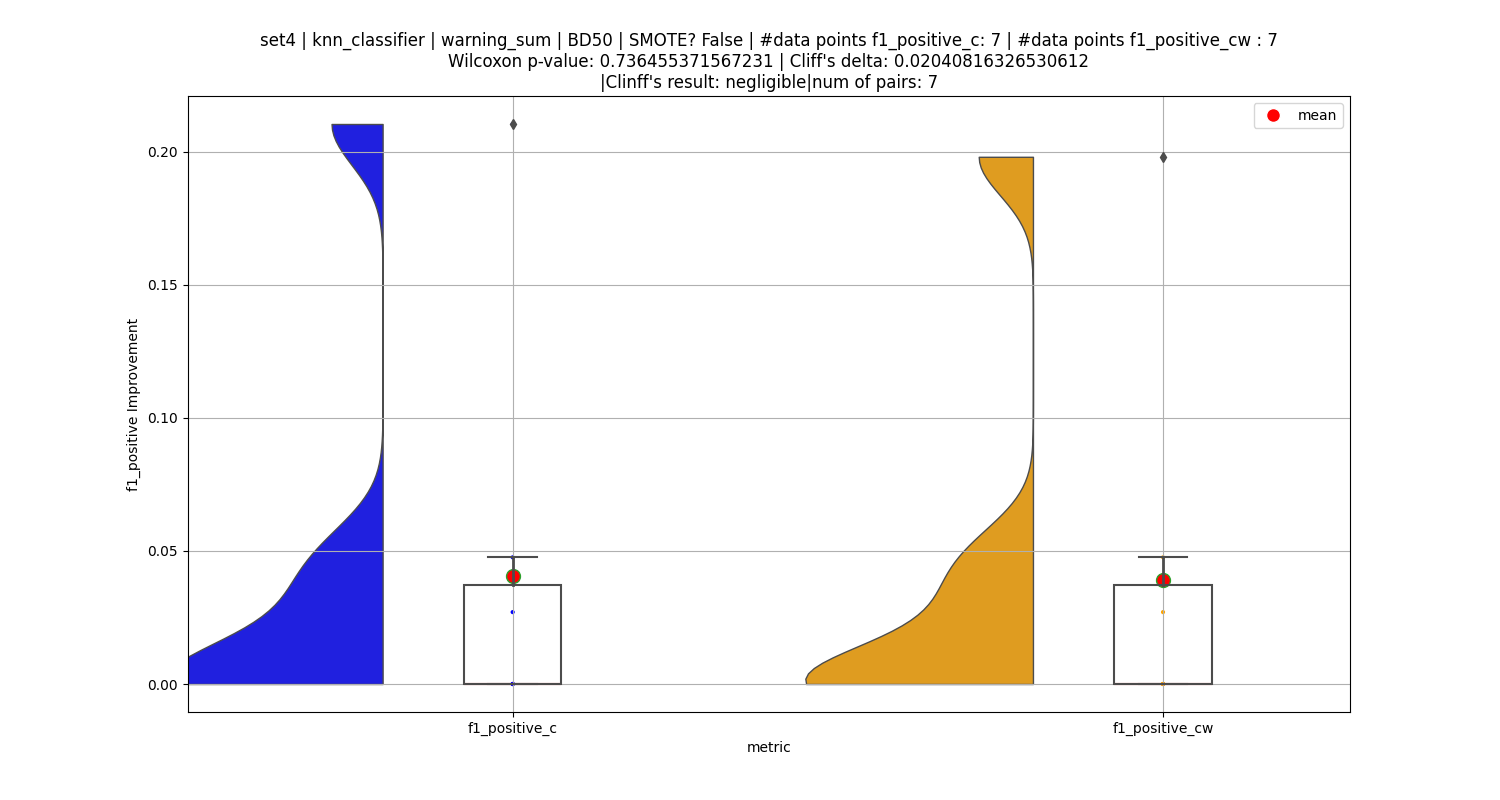 set4 | knn_classifier | warning_sum | BD50 | SMOTE? False | #data points f1_positive_c: 7 | #data points f1_positive_cw : 7
Wilcoxon p-value: 0.736455371567231 | Cliff's delta: 0.02040816326530612
|Clinff's result: negligible|num of pairs: 7
mean
0.20
0.15
0.10
0.05
0.00
f1_positive Improvement
f1_positive_c
f1_positive_cw
metric